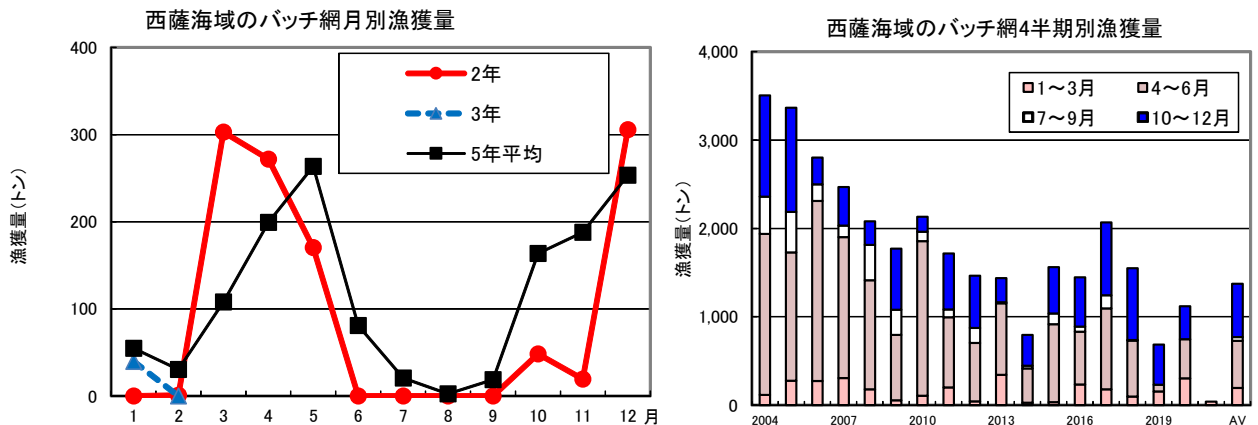 西薩海域のバッチ網月別漁獲量
400
300
200
100
0
漁獲量(トン)
2年
3年
5年平均
1 2 3 4 5 6 7 8 9 10 11 12 月
西薩海域のバッチ網4半期別漁獲量
4,000
3,000
2,000
1,000
0
漁獲量(トン)
1～3月 4～6月
7～9月 10～12月
2004 2007 2010 2013 2016 2019 AV